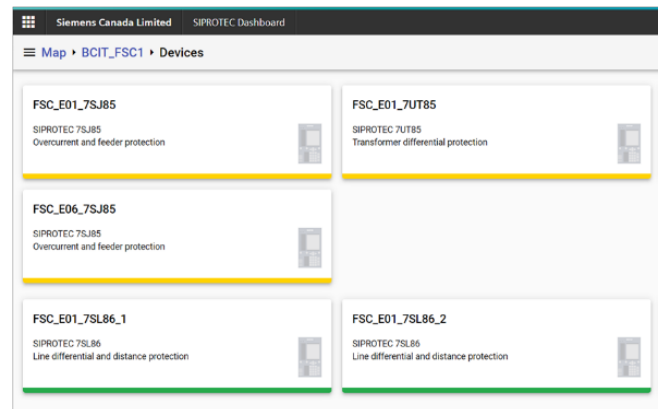 Siemens Canada Limited SIPROTEC Dashboard
Map BCIT_FSC1 Devices
FSC_E01_7SJ85
SIPROTEC 7SJ85
Overcurrent and feeder protection
FSC_E01_7UT85
SIPROTEC 7UT85
Transformer differential protection
FSC_E06_7SJ85
SIPROTEC 7SJ85
Overcurrent and feeder protection
FSC_E01_7SL86_1
SIPROTEC 7SL86
Line differential and distance protection
FSC_E01_7SL86_2
SIPROTEC 7SL86
Line differential and distance protection